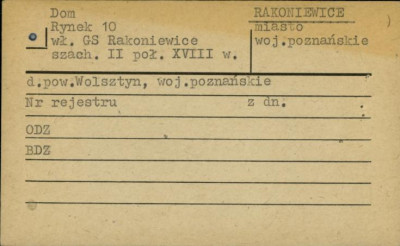 Dom
Rynek 10
wł. GS Rakoniewice
szach. II poł. XVIII w.
RAKONIEWICE
miasto
woj.poznańskie
d.pow.Wolsztyn, woj.poznańskie
Nr rejestru z dn.
ODZ
BDZ